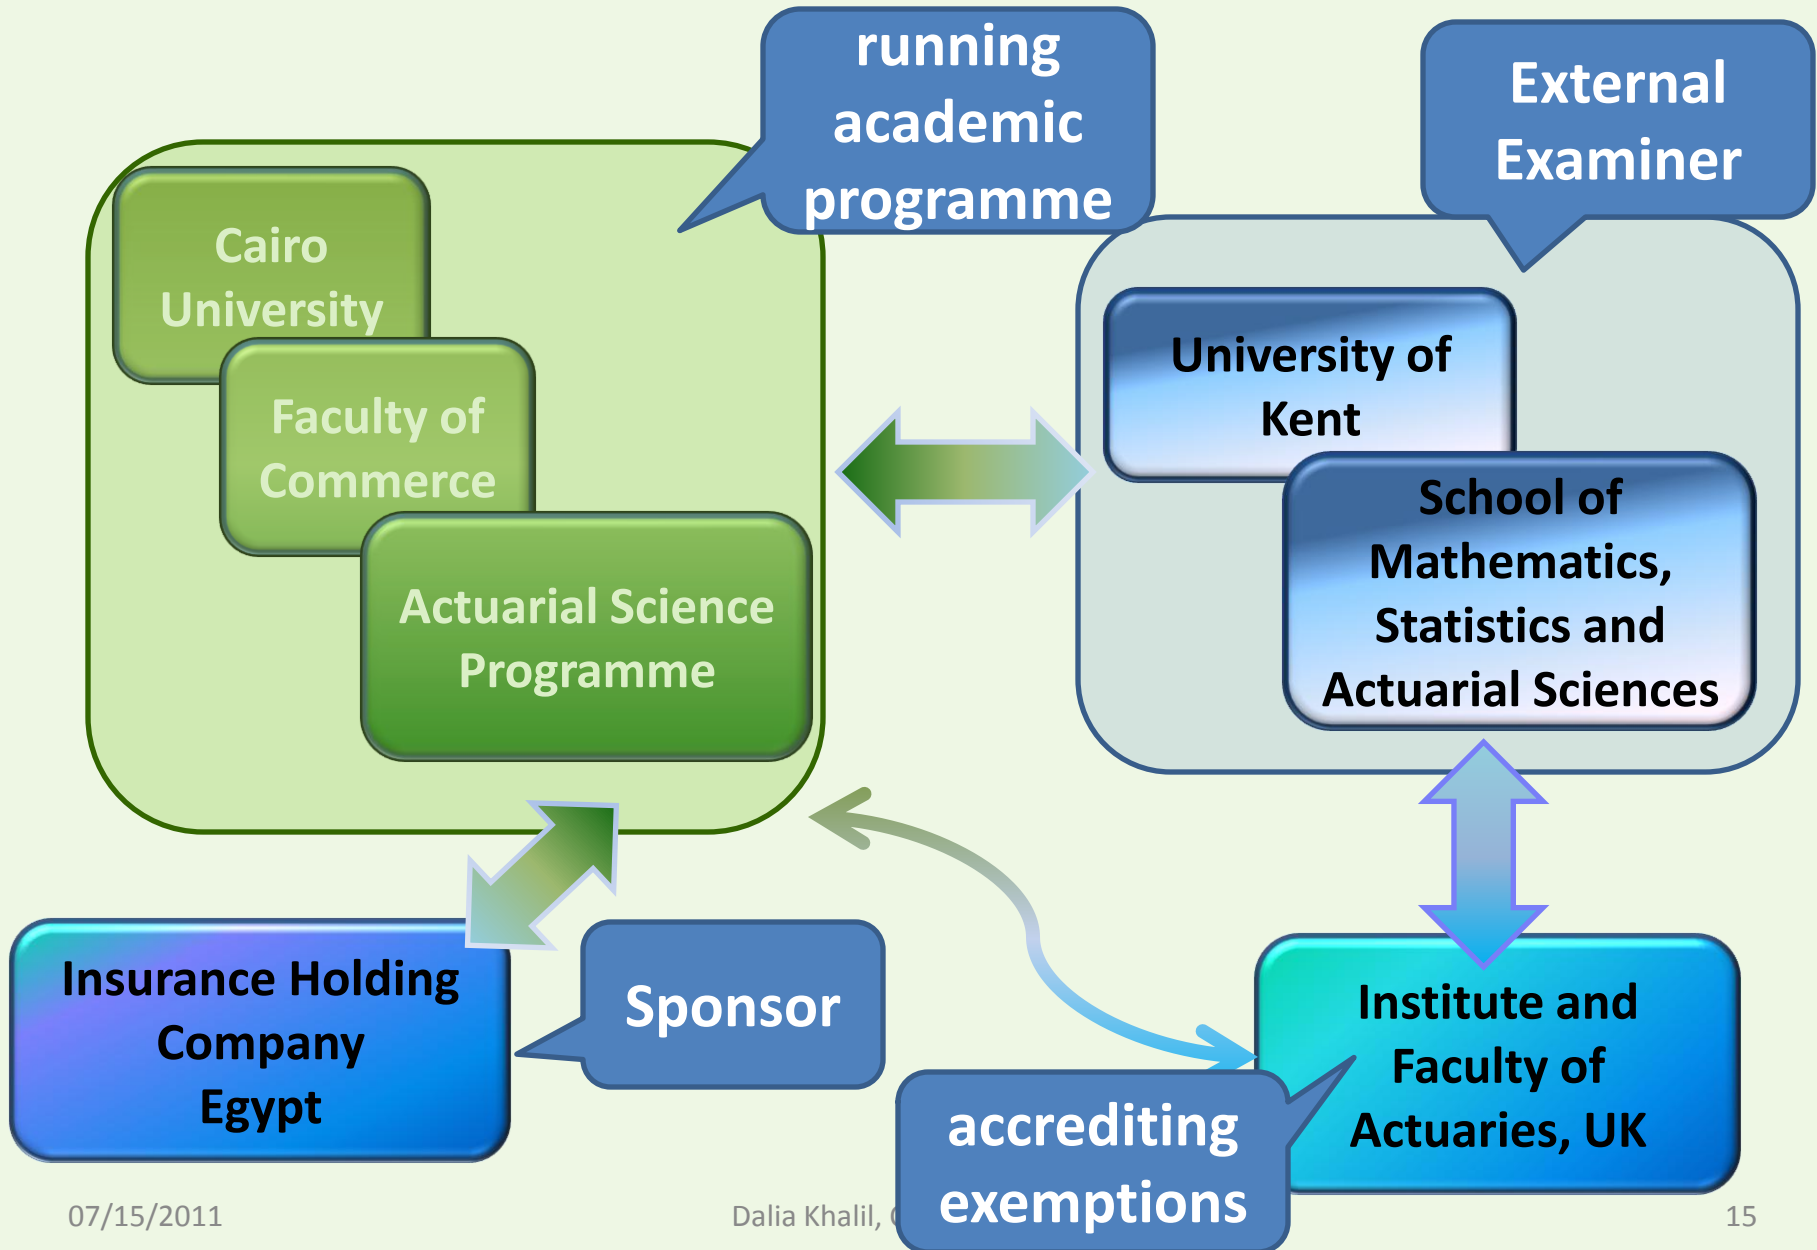 running
academic
programme
External
Examiner
Cairo
University
Faculty of
Commerce
Actuarial Science
Programme
University of
Kent
School of
Mathematics,
Statistics and
Actuarial Sciences
Insurance Holding
Company
Egypt
Sponsor
accrediting
exemptions
Institute and
Faculty of
Actuaries, UK
07/15/2011
Dalia Khalil,
15